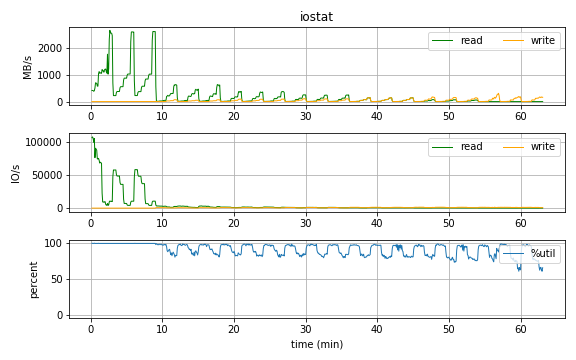 iostat
read write
2000
1000
0
MB/s
0 10 20 30 40 50 60
read write
100000
50000
0
IO/s
0 10 20 30 40 50 60
%util
100
50
0
percent
0 10 20 30 40 50 60
time (min)